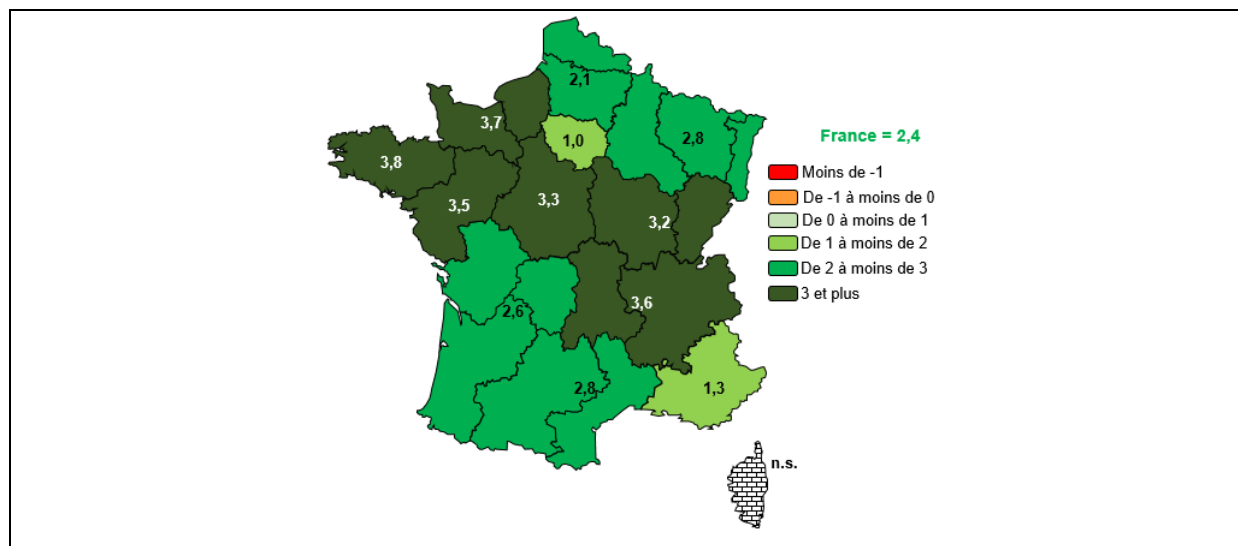 2,1
3,7
1,0
2,8
3,8
3,5
3,3
3,2
2,6
3,6
2,8
1,3
n.s.
France = 2,4
Moins de -1
De -1 à moins de 0
De 0 à moins de 1
De 1 à moins de 2
De 2 à moins de 3
3 et plus